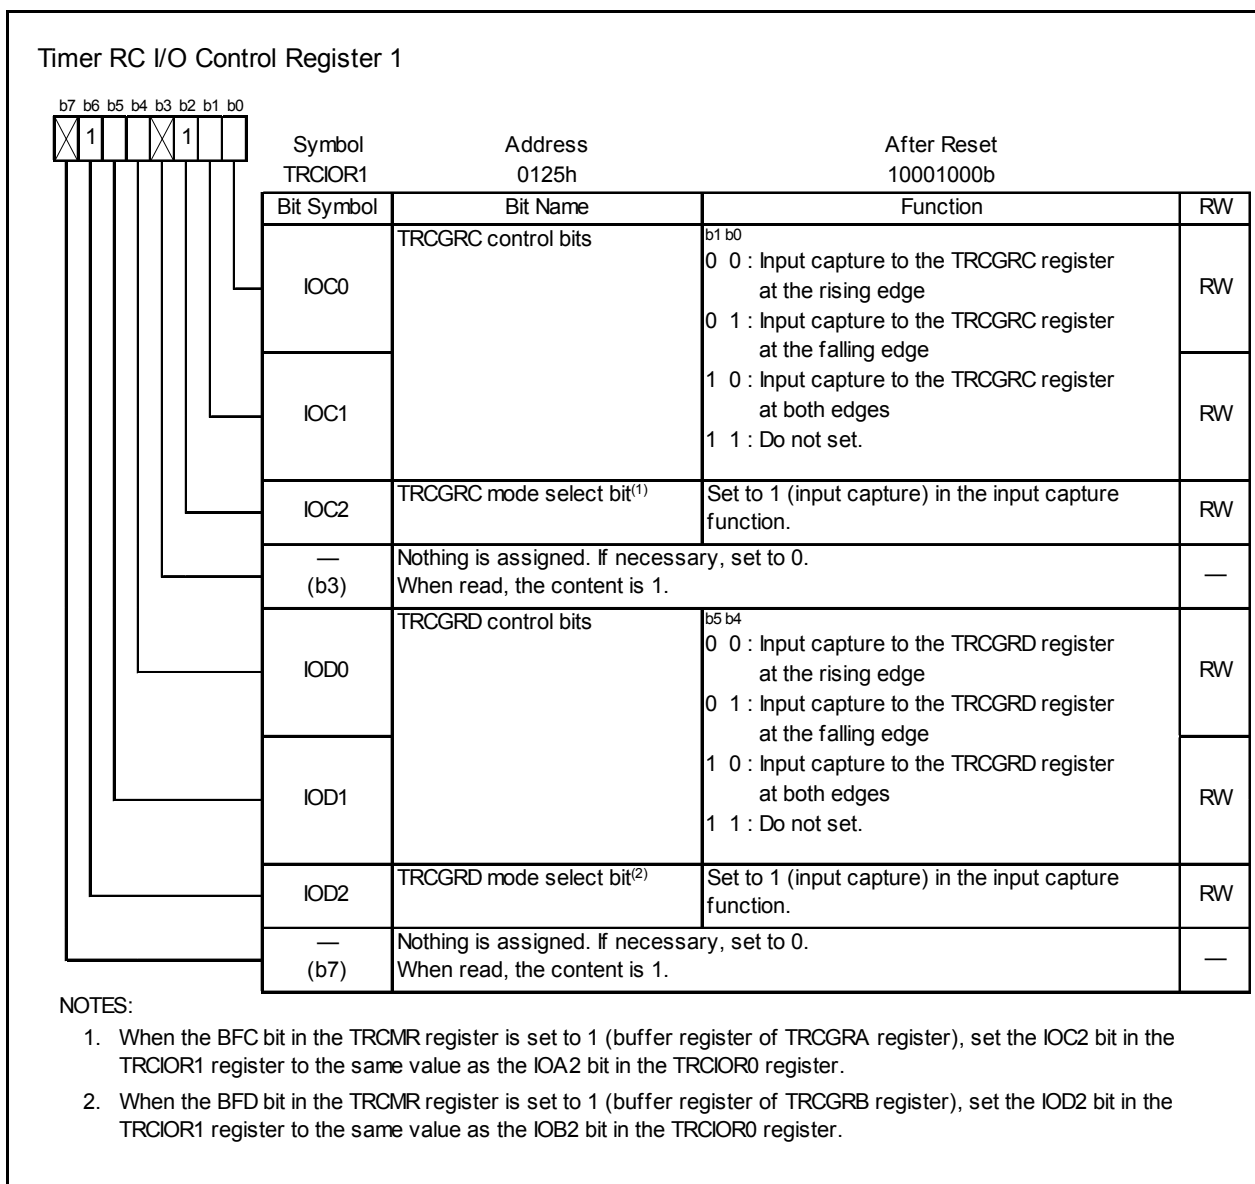 Timer RC I/O Control Register 1
b7 b6 b5 b4 b3 b2 b1 b0
1 1
Symbol Address After Reset
TRCIOR1 0125h 10001000b
Bit Symbol Bit Name Function RW
IOC0 TRCGRC control bits b1 b0
0 0 : Input capture to the TRCGRC register
at the rising edge
RW
0 1 : Input capture to the TRCGRC register
at the falling edge
IOC1 1 0 : Input capture to the TRCGRC register
at both edges
RW
1 1 : Do not set.
IOC2 TRCGRC mode select bit(1) Set to 1 (input capture) in the input capture
function.
RW
— Nothing is assigned. If necessary, set to 0.
(b3) When read, the content is 1.
—
IOD0 TRCGRD control bits b5 b4
0 0 : Input capture to the TRCGRD register
at the rising edge
RW
0 1 : Input capture to the TRCGRD register
at the falling edge
IOD1 1 0 : Input capture to the TRCGRD register
at both edges
RW
1 1 : Do not set.
IOD2 TRCGRD mode select bit(2) Set to 1 (input capture) in the input capture
function.
RW
— Nothing is assigned. If necessary, set to 0.
(b7) When read, the content is 1.
—
NOTES:
1. When the BFC bit in the TRCMR register is set to 1 (buffer register of TRCGRA register), set the IOC2 bit in the
TRCIOR1 register to the same value as the IOA2 bit in the TRCIOR0 register.
2. When the BFD bit in the TRCMR register is set to 1 (buffer register of TRCGRB register), set the IOD2 bit in the
TRCIOR1 register to the same value as the IOB2 bit in the TRCIOR0 register.